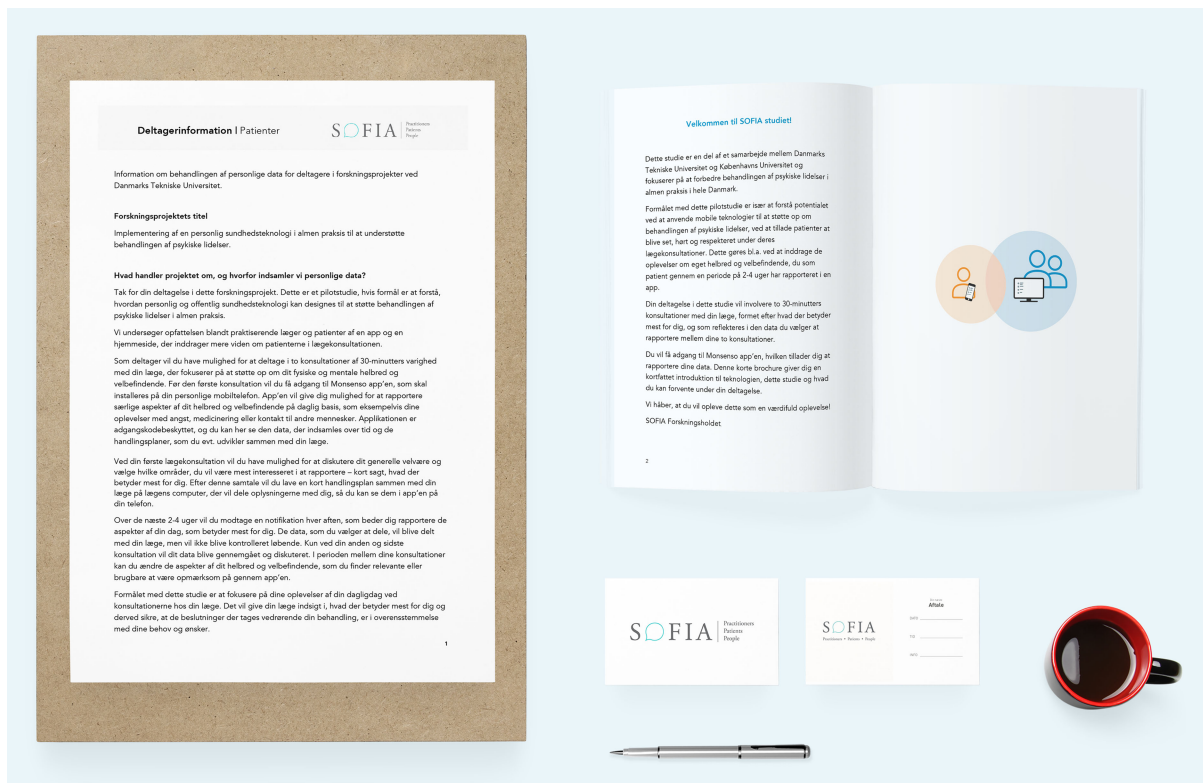 Deltagerinformation | Patienter
SOFIA
Practitioners
Patients
People
Information om behandlingen af personlige data for deltagere i forskningsprojekter ved
Danmarks Tekniske Universitet.
Forskningsprojektets titel
Implementering af en personlig sundhedsteknologi i almen praksis til at understøtte
behandlingen af psykiske lidelser.
Hvad handler projektet om, og hvorfor indsamler vi personlige data?
Tak for din deltagelse i dette forskningsprojekt. Dette er et pilotstudie, hvis formål er at forstå,
hvordan personlig og offentlig sundhedsteknologi kan designes til at støtte behandlingen af
psykiske lidelser i almen praksis.
Vi undersøger opfattelsen blandt praktiserende læger og patienter af en app og en
hjemmeside, der inddrager mere viden om patienterne i lægekonsultationen.
Som deltager vil du have mulighed for at deltage i to konsultationer af 30-minutters varighed
med din læge, der fokuserer på at støtte op om dit fysiske og mentale helbred og
velbefindende. Før den første konsultation vil du få adgang til Monsenso app'en, som skal
installeres på din personlige mobiltelefon. App'en vil give dig mulighed for at rapportere
særlige aspekter af dit helbred og velbefindende på daglig basis, som eksempelvis dine
oplevelser med angst, medicinering eller kontakt til andre mennesker. Applikationen er
adgangskodebeskyttet, og du kan her se den data, der indsamles over tid og de
handlingsplaner, som du evt. udvikler sammen med din læge.
Ved din første lægekonsultation vil du have mulighed for at diskutere dit generelle velvære og
vælge hvilke områder, du vil være mest interesseret i at rapportere – kort sagt, hvad der
betyder mest for dig. Efter denne samtale vil du lave en kort handlingsplan sammen med din
læge på lægens computer, der vil dele oplysningerne med dig, så du kan se dem i app'en på
din telefon.
Over de næste 2-4 uger vil du modtage en notifikation hver aften, som beder dig rapportere de
aspekter af din dag, som betyder mest for dig. De data, som du vælger at dele, vil blive delt
med din læge, men vil ikke blive kontrolleret løbende. Kun ved din anden og sidste
konsultation vil dit data blive gennemgået og diskuteret. I perioden mellem dine konsultationer
kan du ændre de aspekter af dit helbred og velbefindende, som du finder relevante eller
brugbare at være opmærksom på gennem app'en.
Formålet med dette studie er at fokusere på dine oplevelser af din dagligdag ved
konsultationerne hos din læge. Det vil give din læge indsigt i, hvad der betyder mest for dig og
derved sikre, at de beslutninger der tages vedrørende din behandling, er i overensstemmelse
med dine behov og ønsker.
1
Velkommen til SOFIA studiet!
Dette studie er en del af et samarbejde mellem Danmarks
Tekniske Universitet og Københavns Universitet og
fokuserer på at forbedre behandlingen af psykiske lidelser i
almen praksis i hele Danmark.
Formålet med dette pilotstudie er især at forstå potentialet
ved at anvende mobile teknologier til at støtte op om
behandlingen af psykiske lidelser, ved at tillade patienter at
blive set, hørt og respekteret under deres
lægekonsultationer. Dette gøres bl.a. ved at inddrage de
oplevelser om eget helbred og velbefindende, du som
patient gennem en periode på 2-4 uger har rapporteret i en
app.
Din deltagelse i dette studie vil involvere to 30-minutters
konsultationer med din læge, formet efter hvad der betyder
mest for dig, og som reflekteres i den data du vælger at
rapportere mellem dine to konsultationer.
Du vil få adgang til Monsenso app'en, hvilken tillader dig at
rapportere dine data. Denne korte brochure giver dig en
kortfattet introduktion til teknologien, dette studie og hvad
du kan forvente under din deltagelse.
Vi håber, at du vil opleve dette som en værdifuld oplevelse!
SOFIA Forskningsholdet
2
SOFIA
Practitioners
Patients
People
SOFIA
Practitioners • Patients • People
Aftale